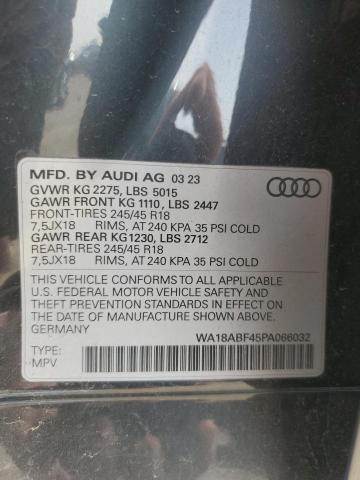 MFD. BY AUDI AG 03 23
GVWR KG 2275, LBS 5015
GAWR FRONT KG 1110, LBS 2447
FRONT-TIRES 245/45 R18
7,5JX18 RIMS, AT 240 KPA 35 PSI COLD
GAWR REAR KG1230, LBS 2712
REAR-TIRES 245/45 R18
7,5JX18 RIMS, AT 240 KPA 35 PSI COLD
THIS VEHICLE CONFORMS TO ALL APPLICABLE
U.S. FEDERAL MOTOR VEHICLE SAFETY AND
THEFT PREVENTION STANDARDS IN EFFECT ON
THE DATE OF MANUFACTURE SHOWN ABOVE.
GERMANY
WA18ABF45PA066032
TYPE:
MPV